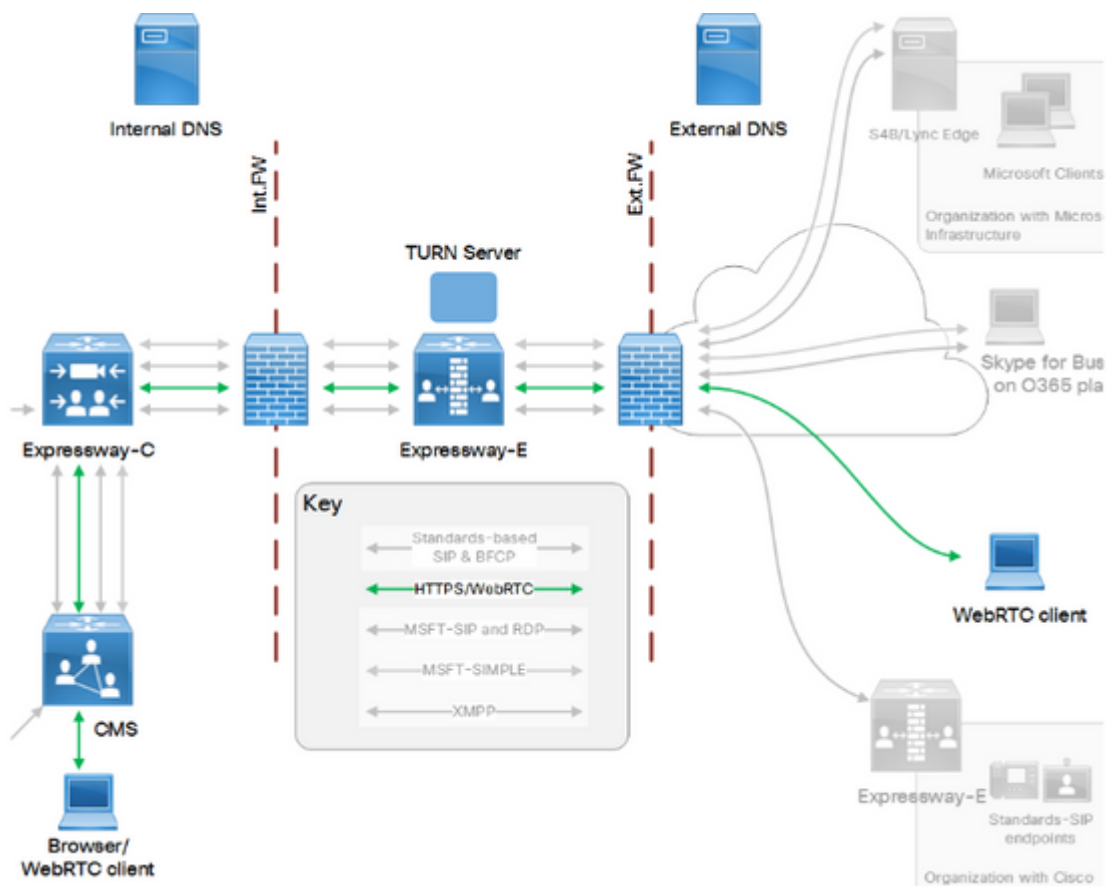 Internal DNS
External DNS
S4B/Lync Edge
Microsoft Clients
Organization with Micros
Infrastructure
Int.FW
Ext.FW
TURN Server
Skype for Bus
on O365 pla
Expressway-C
Expressway-E
Key
Standards-based
SIP & BFCP
HTTPS/WebRTC
MSFT-SIP and RDP
MSFT-SIMPLE
XMPP
WebRTC client
CMS
Browser/
WebRTC client
Expressway-E
Standards-SIP
endpoints
Organization with Cisco